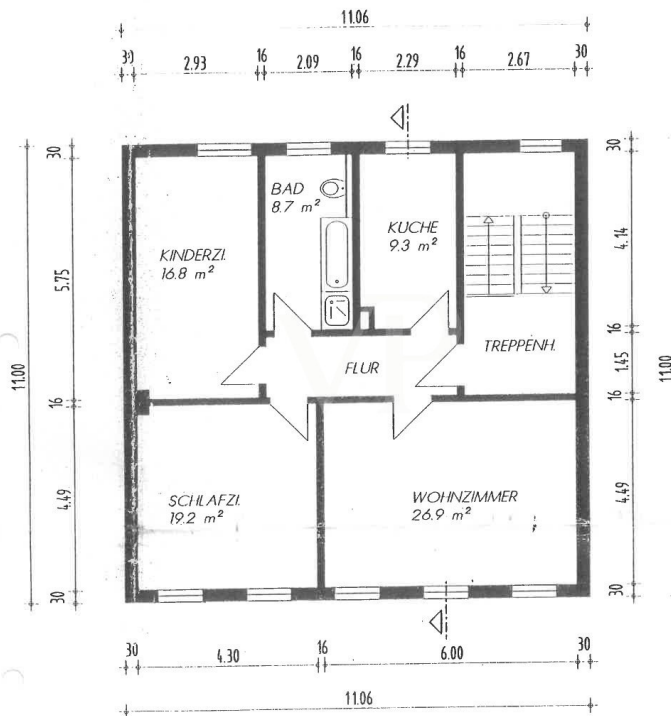 11.06
30 2.93 16 2.09 16 2.29 16 2.67 30
30
5.75
16
4.49
30
11.00
BAD
8.7 m²
KINDERZI.
16.8 m²
KUCHE
9.3 m²
TREPPENH.
FLUR
SCHLAFZI.
19.2 m²
WOHNZIMMER
26.9 m²
VP
30
4.14
16
1.45
16
4.49
30
11.00
30 4.30 16 6.00 30
11.06